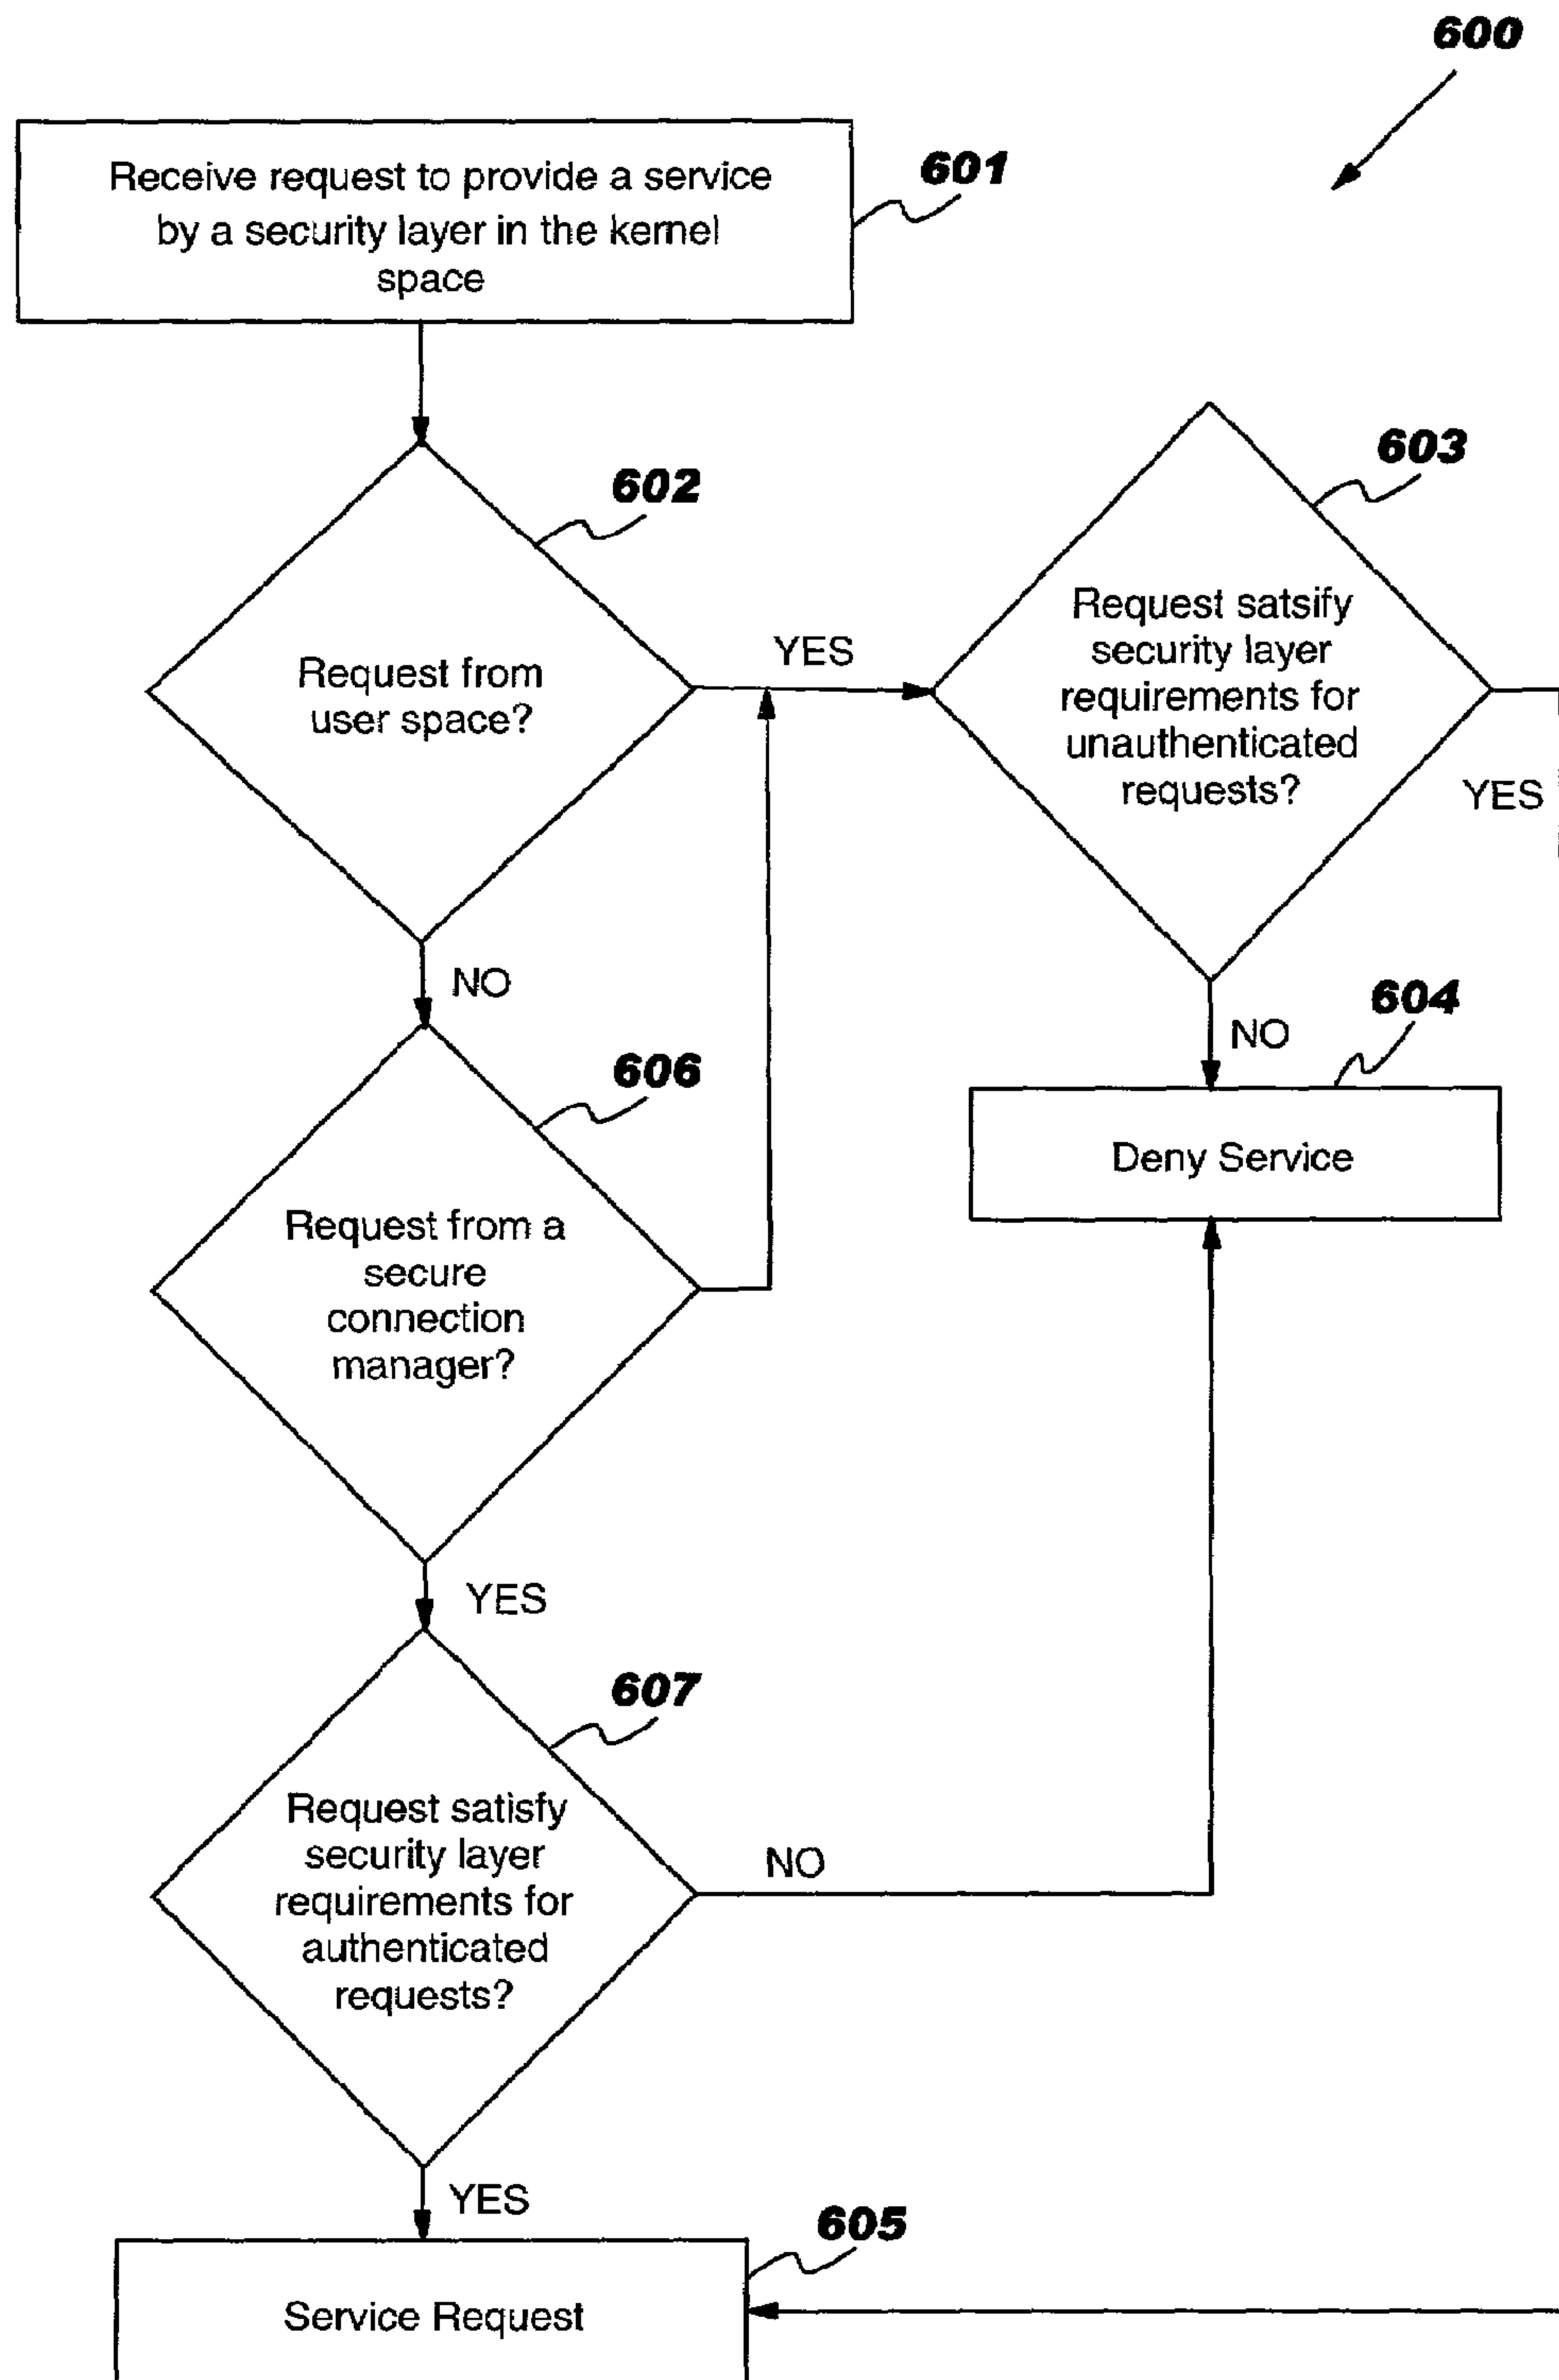 600
Receive request to provide a service
by a security layer in the kernel
space
601
602
Request from
user space?
YES
603
Request satsify
security layer
requirements for
unauthenticated
requests?
YES
NO
NO
604
Deny Service
606
Request from a
secure
connection
manager?
YES
607
Request satisfy
security layer
requirements for
authenticated
requests?
NO
YES
605
Service Request